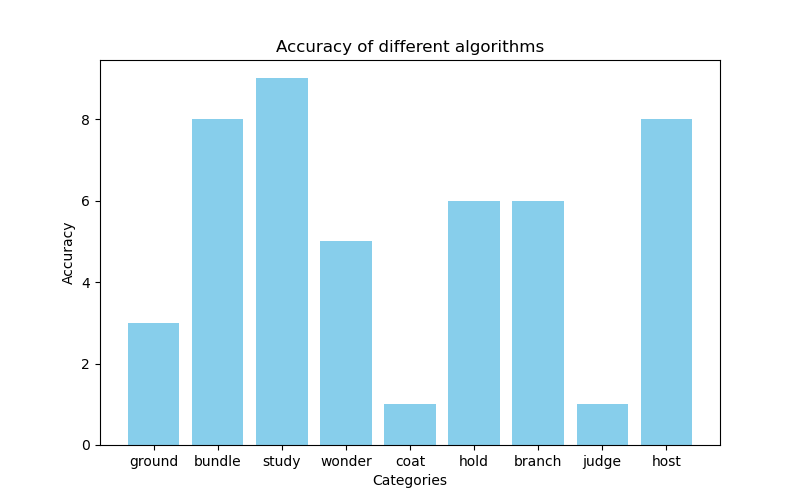 Accuracy of different algorithms
8
6
4
2
0
Accuracy
ground bundle study wonder coat hold branch judge host
Categories